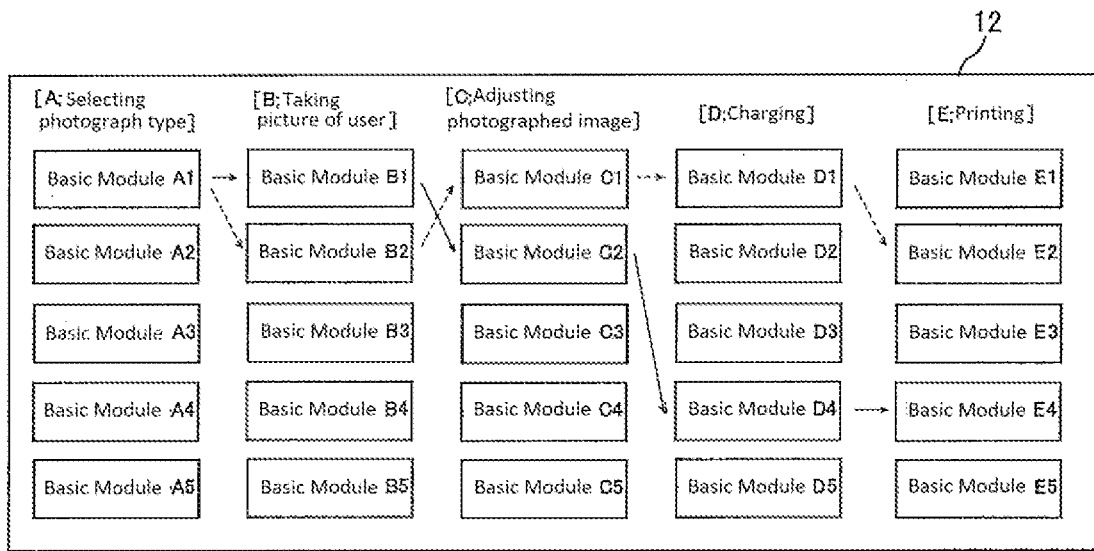 12
[A;Selecting
photograph type]
[B;Taking
picture of user]
[C;Adjusting
photographed image]
[D;Charging]
[E;Printing]
Basic Module A1
Basic Module B1
Basic Module C1
Basic Module D1
Basic Module E1
Basic Module A2
Basic Module B2
Basic Module C2
Basic Module D2
Basic Module E2
Basic Module A3
Basic Module B3
Basic Module C3
Basic Module D3
Basic Module E3
Basic Module A4
Basic Module B4
Basic Module C4
Basic Module D4
Basic Module E4
Basic Module A5
Basic Module B5
Basic Module C5
Basic Module D5
Basic Module E5